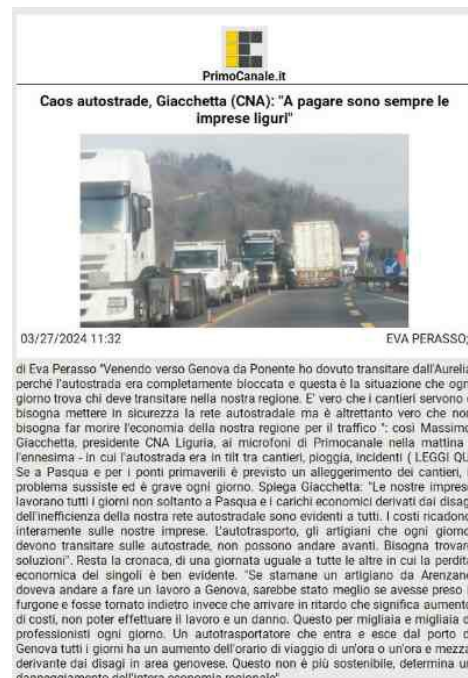 PrimoCanale.it
Caos autostrade, Giacchetta (CNA): "A pagare sono sempre le
imprese liguri"
03/27/2024 11:32
EVA PERASSO;
di Eva Perasso "Venendo verso Genova da Ponente ho dovuto transitare dall'Aurelia
perché l'autostrada era completamente bloccata e questa è la situazione che ogni
giorno trova chi deve transitare nella nostra regione. E' vero che i cantieri servono
bisogna mettere in sicurezza la rete autostradale ma è altrettanto vero che non
bisogna far morire l'economia della nostra regione per il traffico ": così Massimo
Giacchetta, presidente CNA Liguria, ai microfoni di Primocanale nella mattina
l'ennesima - in cui l'autostrada era in tilt tra cantieri, pioggia, incidenti ( LEGGI QU
Se a Pasqua e per i ponti primaverili è previsto un alleggerimento dei cantieri,
problema sussiste ed è grave ogni giorno. Spiega Giacchetta: "Le nostre imprese
lavorano tutti i giorni non soltanto a Pasqua e i carichi economici derivati dai disagi
dell'inefficienza della nostra rete autostradale sono evidenti a tutti. I costi ricadono
interamente sulle nostre imprese. L'autotrasporto, gli artigiani che ogni giorno
devono transitare sulle autostrade, non possono andare avanti. Bisogna trovare
soluzioni". Resta la cronaca, di una giornata uguale a tutte le altre in cui la perdita
economica dei singoli è ben evidente. "Se stamane un artigiano da Arenzano
doveva andare a fare un lavoro a Genova, sarebbe stato meglio se avesse preso
furgone e fosse tornato indietro invece che arrivare in ritardo che significa aumento
di costi, non poter effettuare il lavoro e un danno. Questo per migliaia e migliaia di
professionisti ogni giorno. Un autotrasportatore che entra e esce dal porto di
Genova tutti i giorni ha un aumento dell'orario di viaggio di un'ora o un'ora e mezza
derivante dai disagi in area genovese. Questo non è più sostenibile, determina un
danneggiamento dell'intera economia regionale"